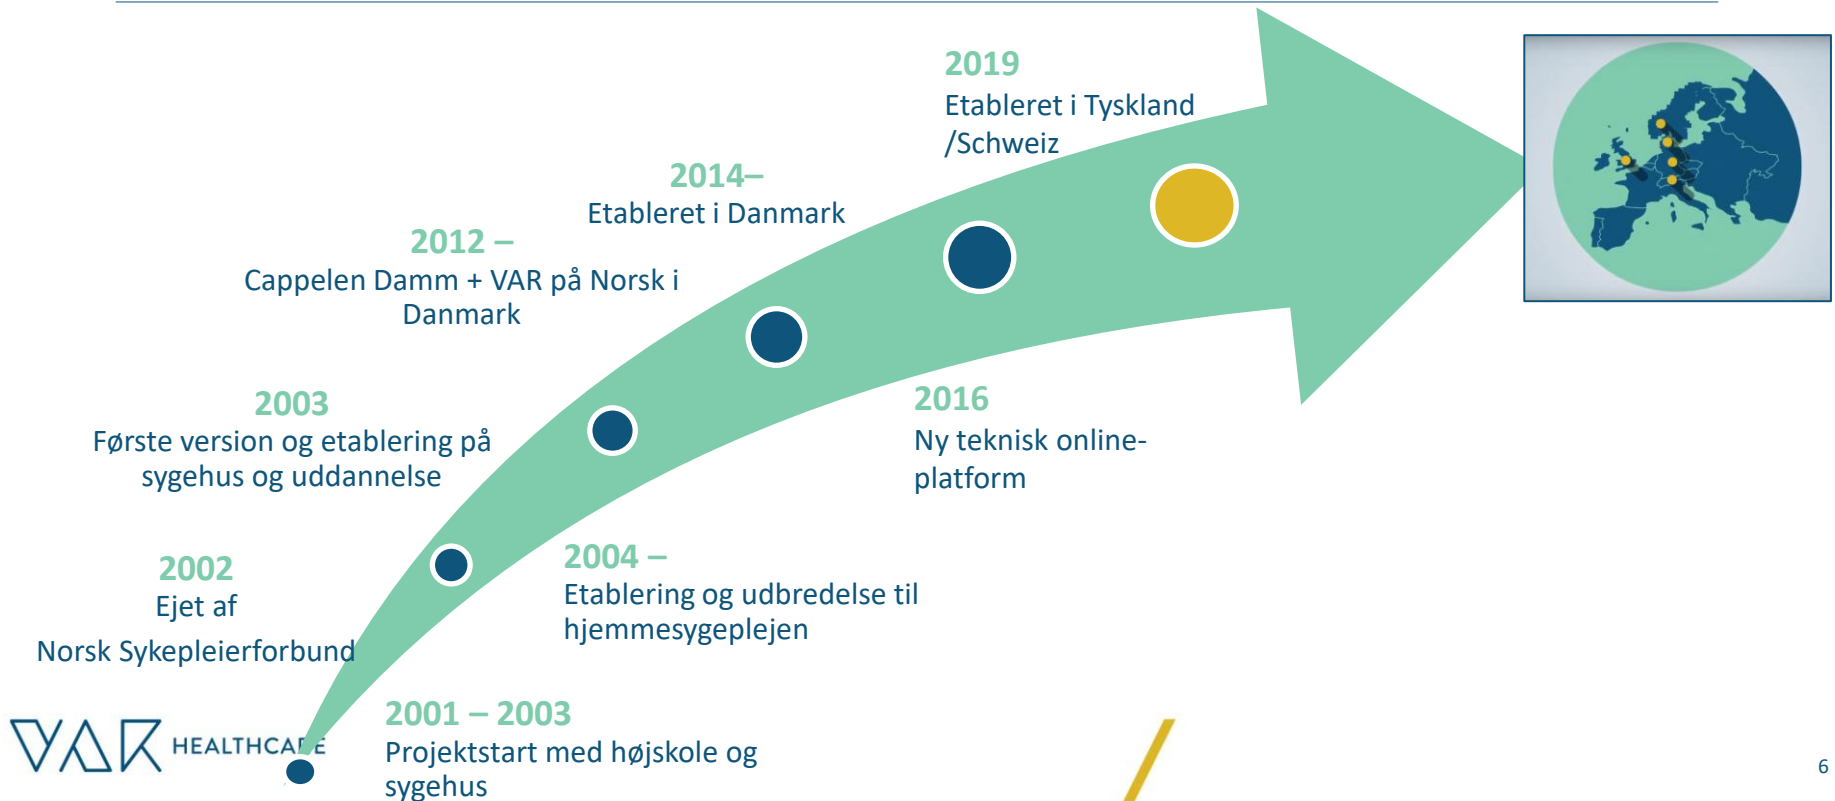 2019
Etableret i Tyskland
/Schweiz
2014–
Etableret i Danmark
2012 –
Cappelen Damm + VAR på Norsk i
Danmark
2003
Første version og etablering på
sygehus og uddannelse
2016
Ny teknisk online-
platform
2002
Ejet af
Norsk Sykepleierforbund
2004 –
Etablering og udbredelse til
hjemmesygeplejen
2001 – 2003
Projektstart med højskole og
sygehus
VAR HEALTHCARE
6